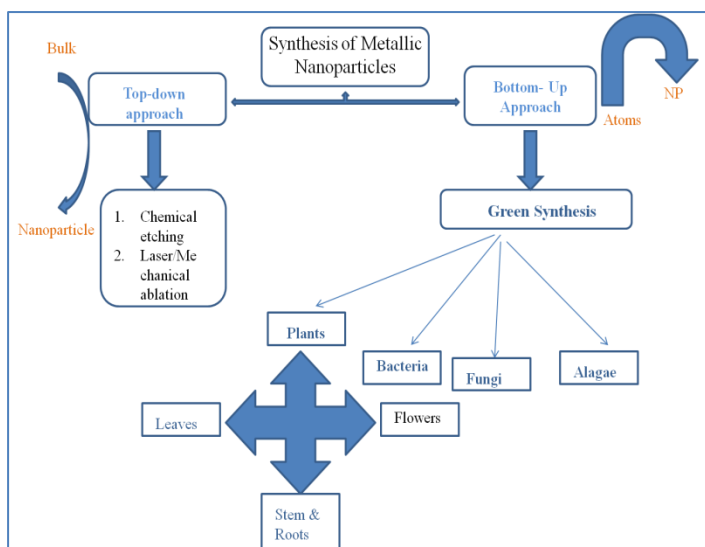 Synthesis of Metallic
Nanoparticles
Bulk
Top-down
approach
Bottom- Up
Approach
NP
Atoms
Nanoparticle
1. Chemical
etching
2. Laser/Me
chanical
ablation
Green Synthesis
Plants
Bacteria
Fungi
Alagae
Leaves
Flowers
Stem &
Roots